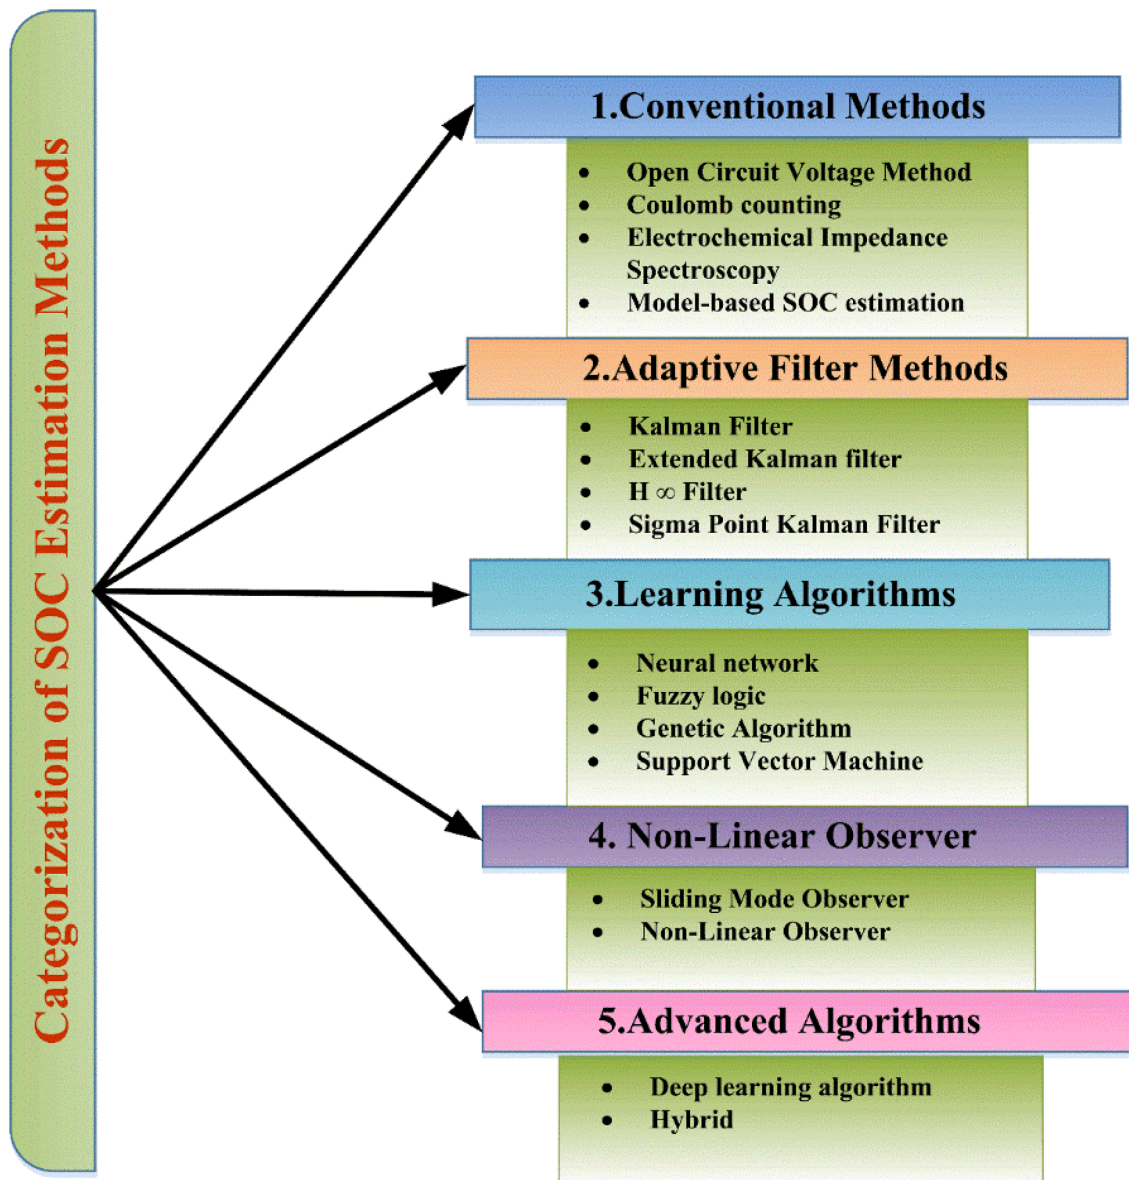 Categorization of SOC Estimation Methods
1.Conventional Methods
• Open Circuit Voltage Method
• Coulomb counting
• Electrochemical Impedance
Spectroscopy
• Model-based SOC estimation
2.Adaptive Filter Methods
• Kalman Filter
• Extended Kalman filter
• H ∞ Filter
• Sigma Point Kalman Filter
3.Learning Algorithms
• Neural network
• Fuzzy logic
• Genetic Algorithm
• Support Vector Machine
4. Non-Linear Observer
• Sliding Mode Observer
• Non-Linear Observer
5.Advanced Algorithms
• Deep learning algorithm
• Hybrid